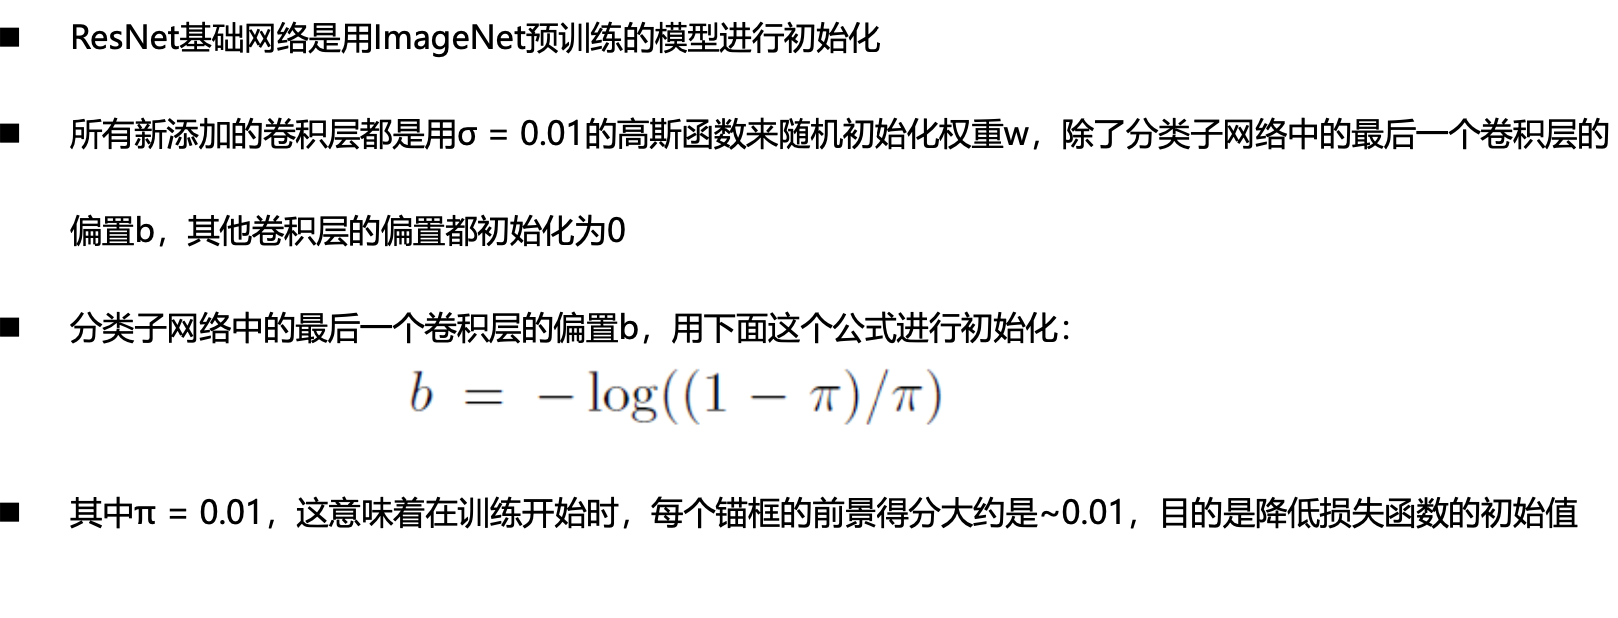 ■ ResNet基础网络是用ImageNet预训练的模型进行初始化
■ 所有新添加的卷积层都是用σ = 0.01的高斯函数来随机初始化权重w，除了分类子网络中的最后一个卷积层的
偏置b，其他卷积层的偏置都初始化为0
■ 分类子网络中的最后一个卷积层的偏置b，用下面这个公式进行初始化：
b = − log((1 − π)/π)
■ 其中π = 0.01，这意味着在训练开始时，每个锚框的前景得分大约是~0.01，目的是降低损失函数的初始值